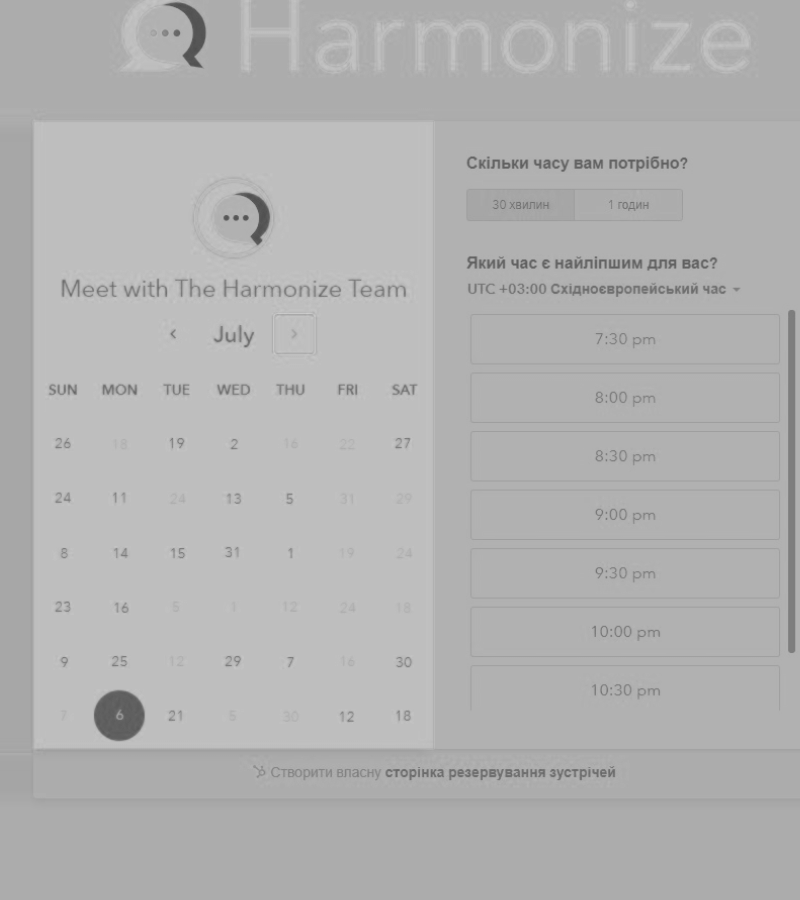 Harmonize
Meet with The Harmonize Team
July
SUN MON TUE WED THU FRI SAT
26 18 19 2 16 22 27
24 11 24 13 5 31 29
8 14 15 31 1 19 24
23 16 5 1 12 24 18
9 25 12 29 7 16 30
7 6 21 5 30 12 18
Скільки часу вам потрібно?
30 хвилин 1 годин
Який час є найліпшим для вас?
UTC +03:00 Східноєвропейський час
7:30 pm
8:00 pm
8:30 pm
9:00 pm
9:30 pm
10:00 pm
10:30 pm
Створити власну сторінка резервування зустрічей